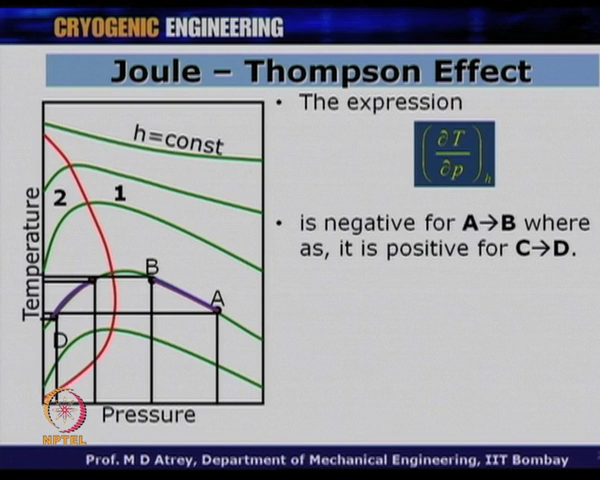 CRYOGENIC ENGINEERING
Joule – Thompson Effect
• The expression
(∂T/∂p)h
• is negative for A→B where
as, it is positive for C→D.
h=const
2 1
B
A
D
Temperature
Pressure
NPTEL
Prof. M D Atrey, Department of Mechanical Engineering, IIT Bombay